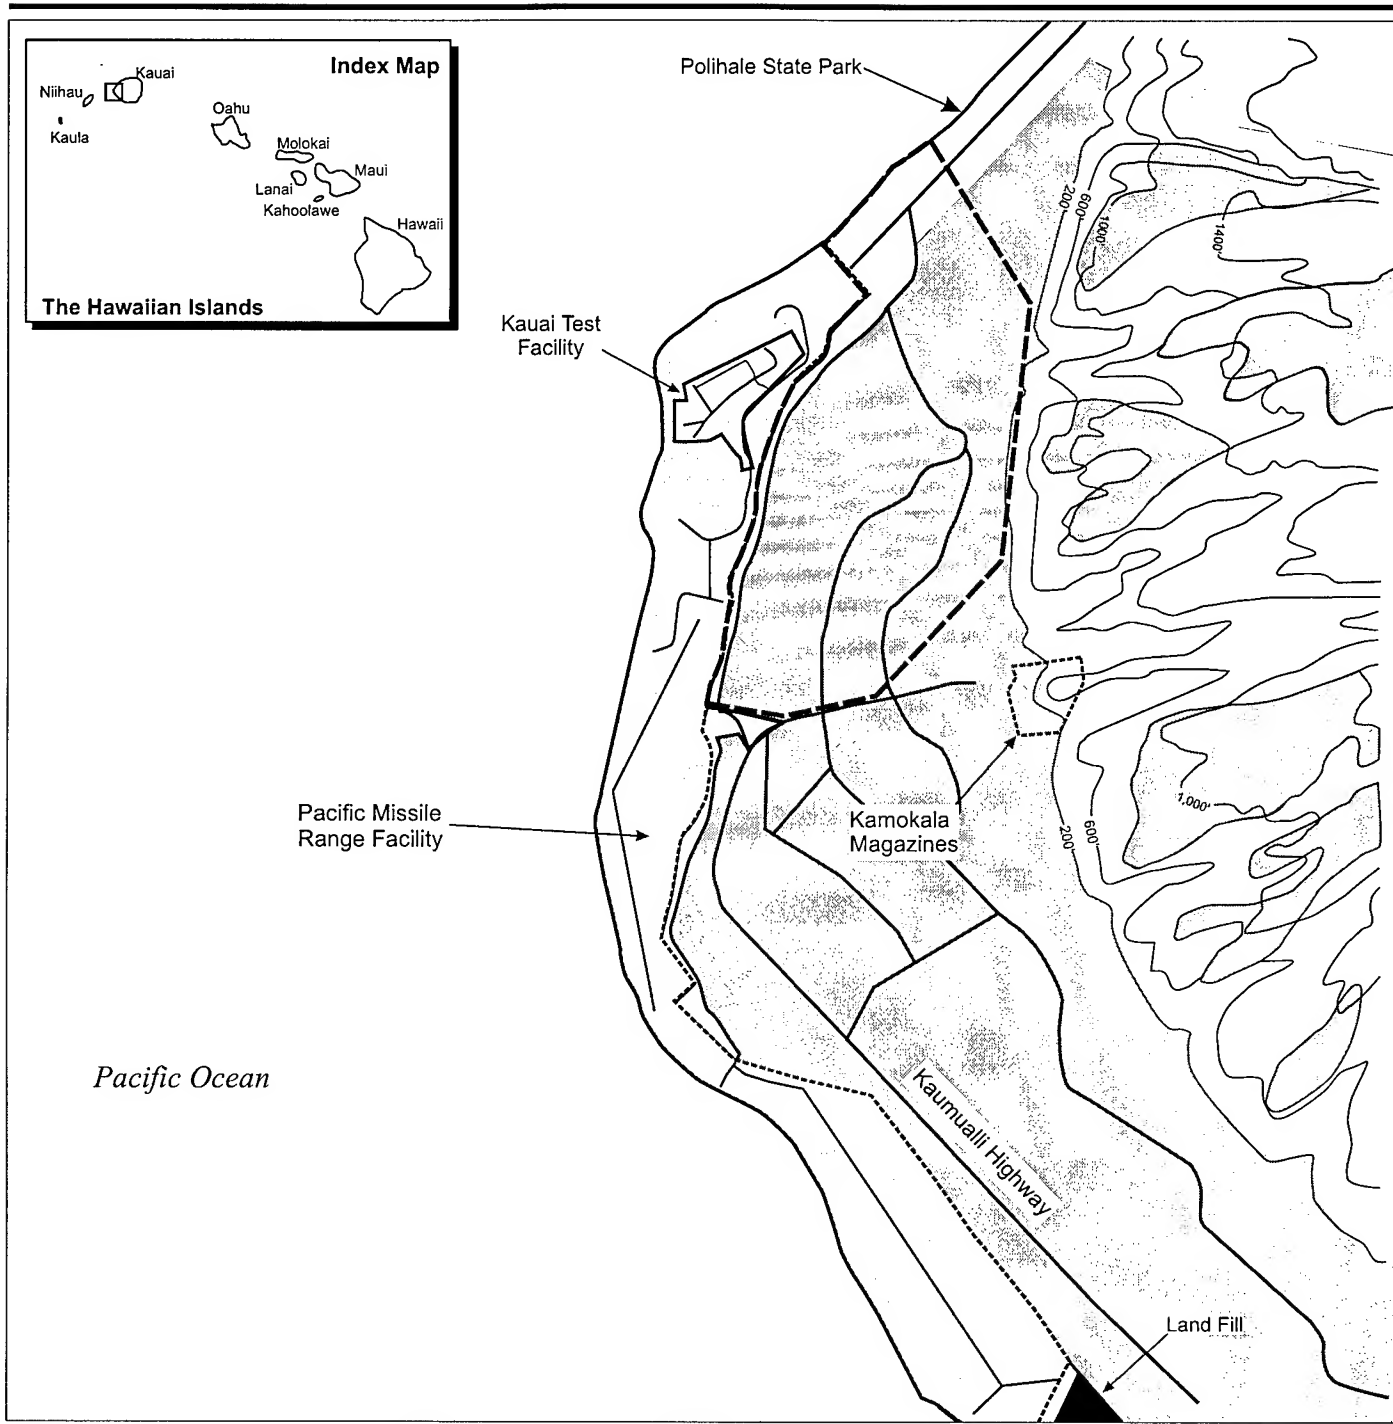 Index Map
Kauai
Niihau
Kaula
Oahu
Molokai
Maui
Lanai
Kahoolawe
Hawaii
The Hawaiian Islands
Polihale State Park
200'
600'
1000'
1400'
Kauai Test
Facility
Pacific Missile
Range Facility
Kamokala
Magazines
1,000'
200'
600'
Pacific Ocean
Kaumualli Highway
Land Fill